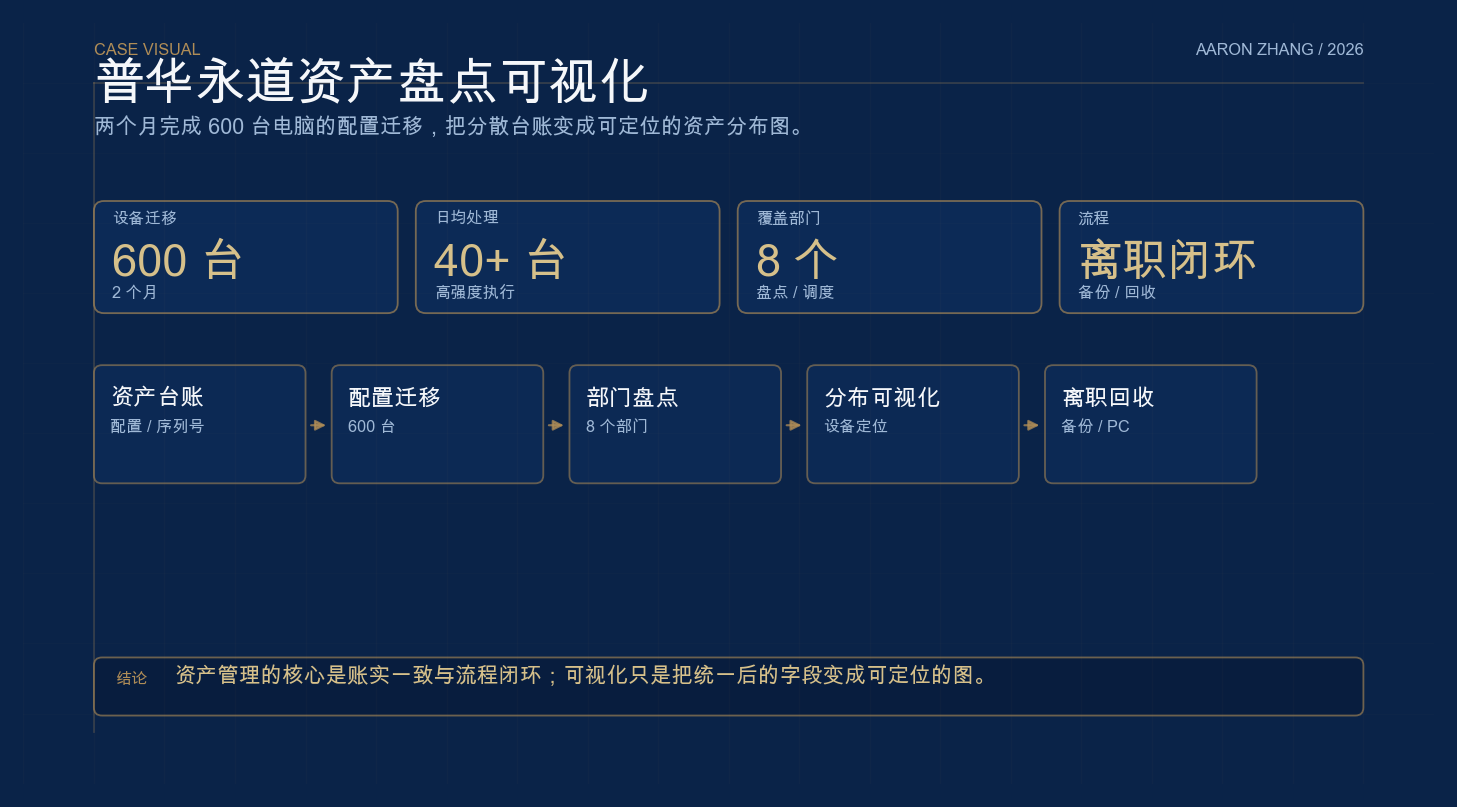 CASE VISUAL
AARON ZHANG / 2026
普华永道资产盘点可视化
两个月完成 600 台电脑的配置迁移，把分散台账变成可定位的资产分布图。
设备迁移
600 台
2 个月
日均处理
40+ 台
高强度执行
覆盖部门
8 个
盘点 / 调度
流程
离职闭环
备份 / 回收
资产台账
配置 / 序列号
配置迁移
600 台
部门盘点
8 个部门
分布可视化
设备定位
离职回收
备份 / PC
结论
资产管理的核心是账实一致与流程闭环；可视化只是把统一后的字段变成可定位的图。